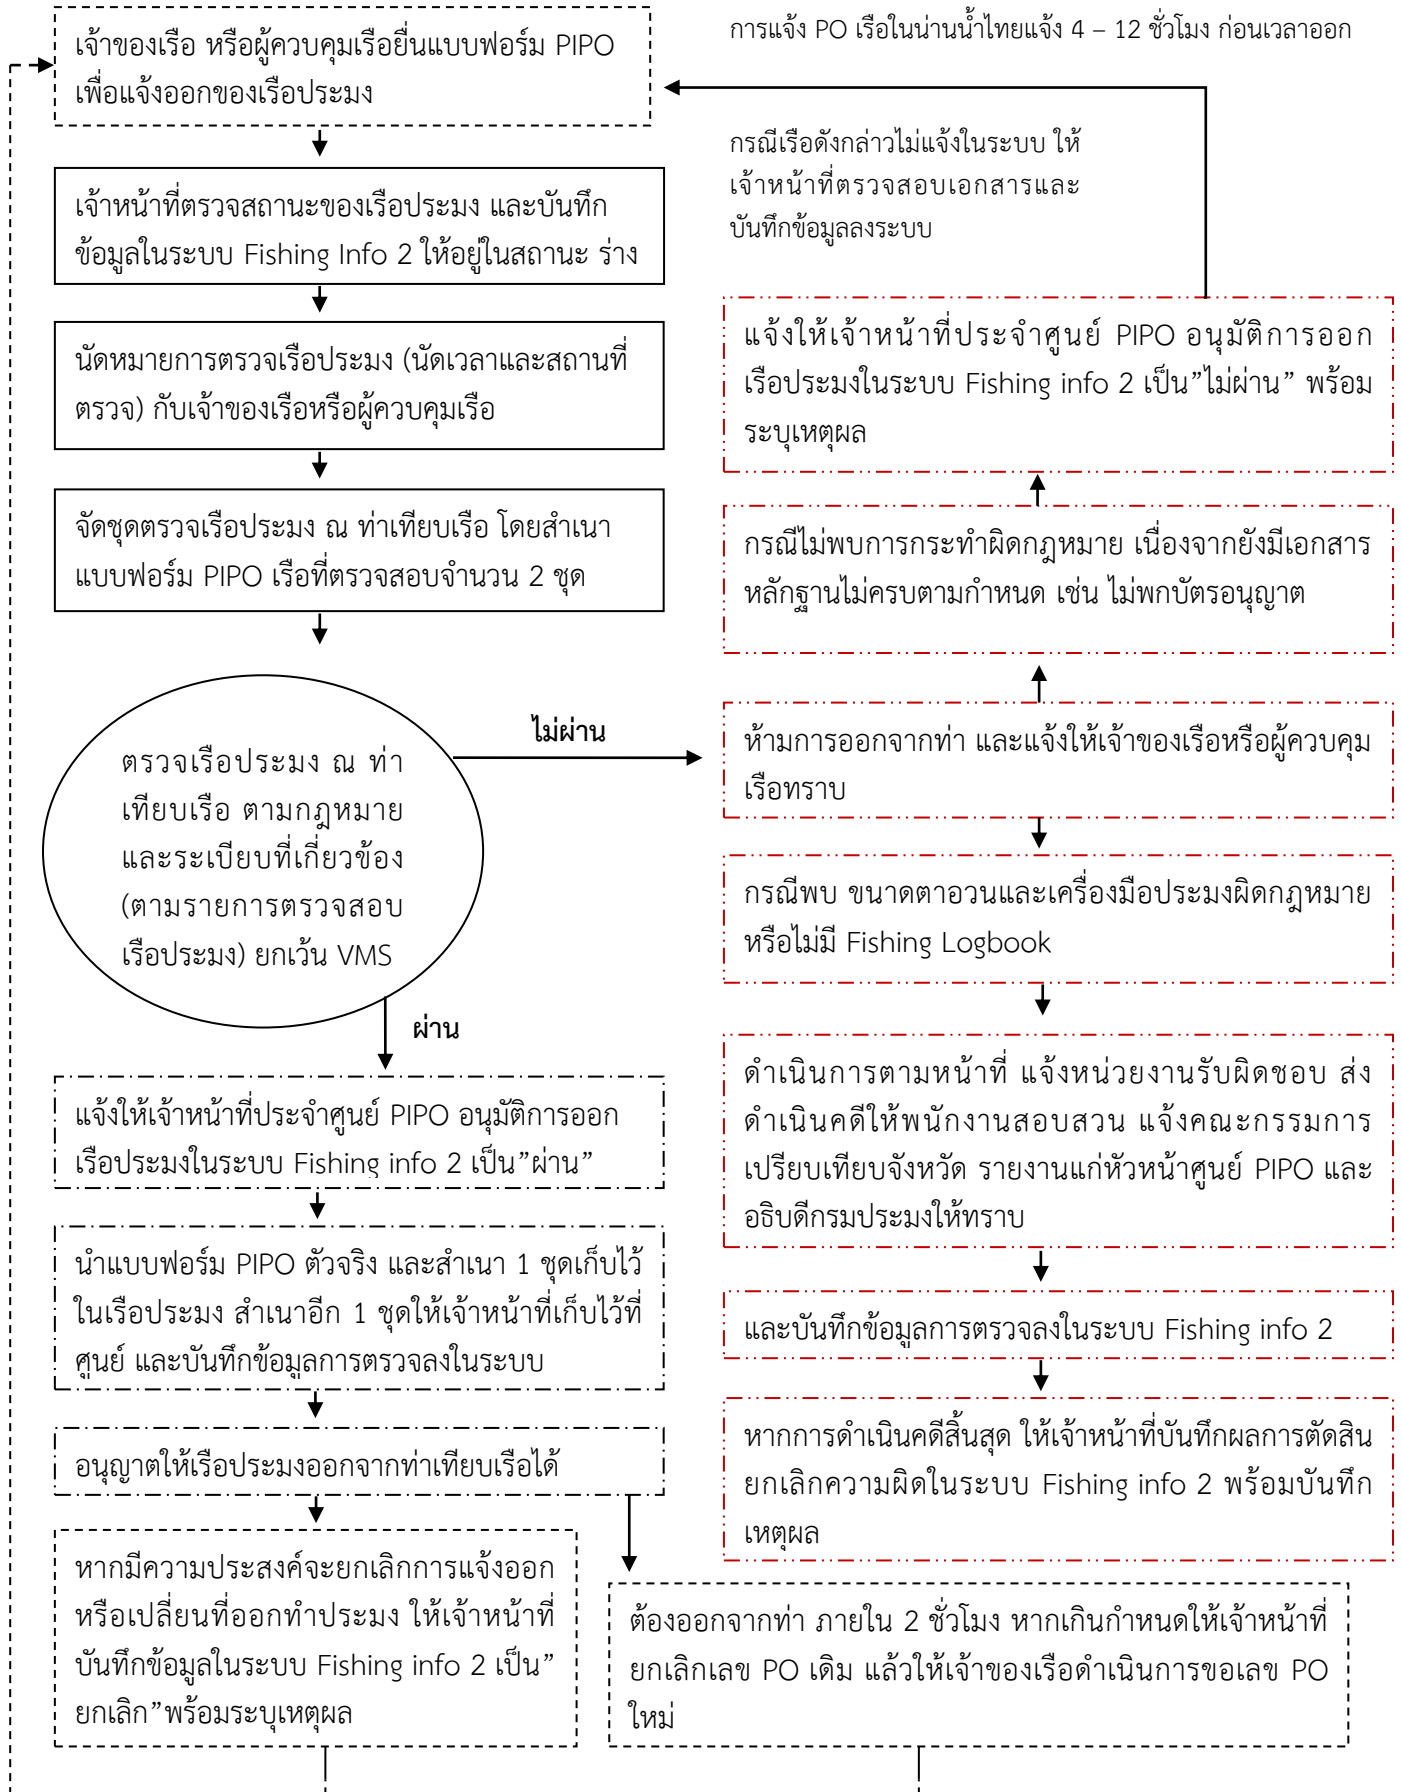 การแจ้ง PO เรือในน่านน้ำไทยแจ้ง 4 – 12 ชั่วโมง ก่อนเวลาออก
เจ้าของเรือ หรือผู้ควบคุมเรือยื่นแบบฟอร์ม PIPO
เพื่อแจ้งออกของเรือประมง
กรณีเรือดังกล่าวไม่แจ้งในระบบ ให้
เจ้าหน้าที่ตรวจสอบเอกสารและ
บันทึกข้อมูลลงระบบ
เจ้าหน้าที่ตรวจสถานะของเรือประมง และบันทึก
ข้อมูลในระบบ Fishing Info 2 ให้อยู่ในสถานะ ร่าง
นัดหมายการตรวจเรือประมง (นัดเวลาและสถานที่
ตรวจ) กับเจ้าของเรือหรือผู้ควบคุมเรือ
จัดชุดตรวจเรือประมง ณ ท่าเทียบเรือ โดยสำเนา
แบบฟอร์ม PIPO เรือที่ตรวจสอบจำนวน 2 ชุด
ตรวจเรือประมง ณ ท่า
เทียบเรือ ตามกฎหมาย
และระเบียบที่เกี่ยวข้อง
(ตามรายการตรวจสอบ
เรือประมง) ยกเว้น VMS
ไม่ผ่าน
ผ่าน
แจ้งให้เจ้าหน้าที่ประจำศูนย์ PIPO อนุมัติการออก
เรือประมงในระบบ Fishing info 2 เป็น”ไม่ผ่าน” พร้อม
ระบุเหตุผล
กรณีไม่พบการกระทำผิดกฎหมาย เนื่องจากยังมีเอกสาร
หลักฐานไม่ครบตามกำหนด เช่น ไม่พกบัตรอนุญาต
ห้ามการออกจากท่า และแจ้งให้เจ้าของเรือหรือผู้ควบคุม
เรือทราบ
กรณีพบ ขนาดตาอวนและเครื่องมือประมงผิดกฎหมาย
หรือไม่มี Fishing Logbook
ดำเนินการตามหน้าที่ แจ้งหน่วยงานรับผิดชอบ ส่ง
ดำเนินคดีให้พนักงานสอบสวน แจ้งคณะกรรมการ
เปรียบเทียบจังหวัด รายงานแก่หัวหน้าศูนย์ PIPO และ
อธิบดีกรมประมงให้ทราบ
และบันทึกข้อมูลการตรวจลงในระบบ Fishing info 2
หากการดำเนินคดีสิ้นสุด ให้เจ้าหน้าที่บันทึกผลการตัดสิน
ยกเลิกความผิดในระบบ Fishing info 2 พร้อมบันทึก
เหตุผล
แจ้งให้เจ้าหน้าที่ประจำศูนย์ PIPO อนุมัติการออก
เรือประมงในระบบ Fishing info 2 เป็น”ผ่าน”
นำแบบฟอร์ม PIPO ตัวจริง และสำเนา 1 ชุดเก็บไว้
ในเรือประมง สำเนาอีก 1 ชุดให้เจ้าหน้าที่เก็บไว้ที่
ศูนย์ และบันทึกข้อมูลการตรวจลงในระบบ
อนุญาตให้เรือประมงออกจากท่าเทียบเรือได้
หากมีความประสงค์จะยกเลิกการแจ้งออก
หรือเปลี่ยนที่ออกทำประมง ให้เจ้าหน้าที่
บันทึกข้อมูลในระบบ Fishing info 2 เป็น”
ยกเลิก”พร้อมระบุเหตุผล
ต้องออกจากท่า ภายใน 2 ชั่วโมง หากเกินกำหนดให้เจ้าหน้าที่
ยกเลิกเลข PO เดิม แล้วให้เจ้าของเรือดำเนินการขอเลข PO
ใหม่